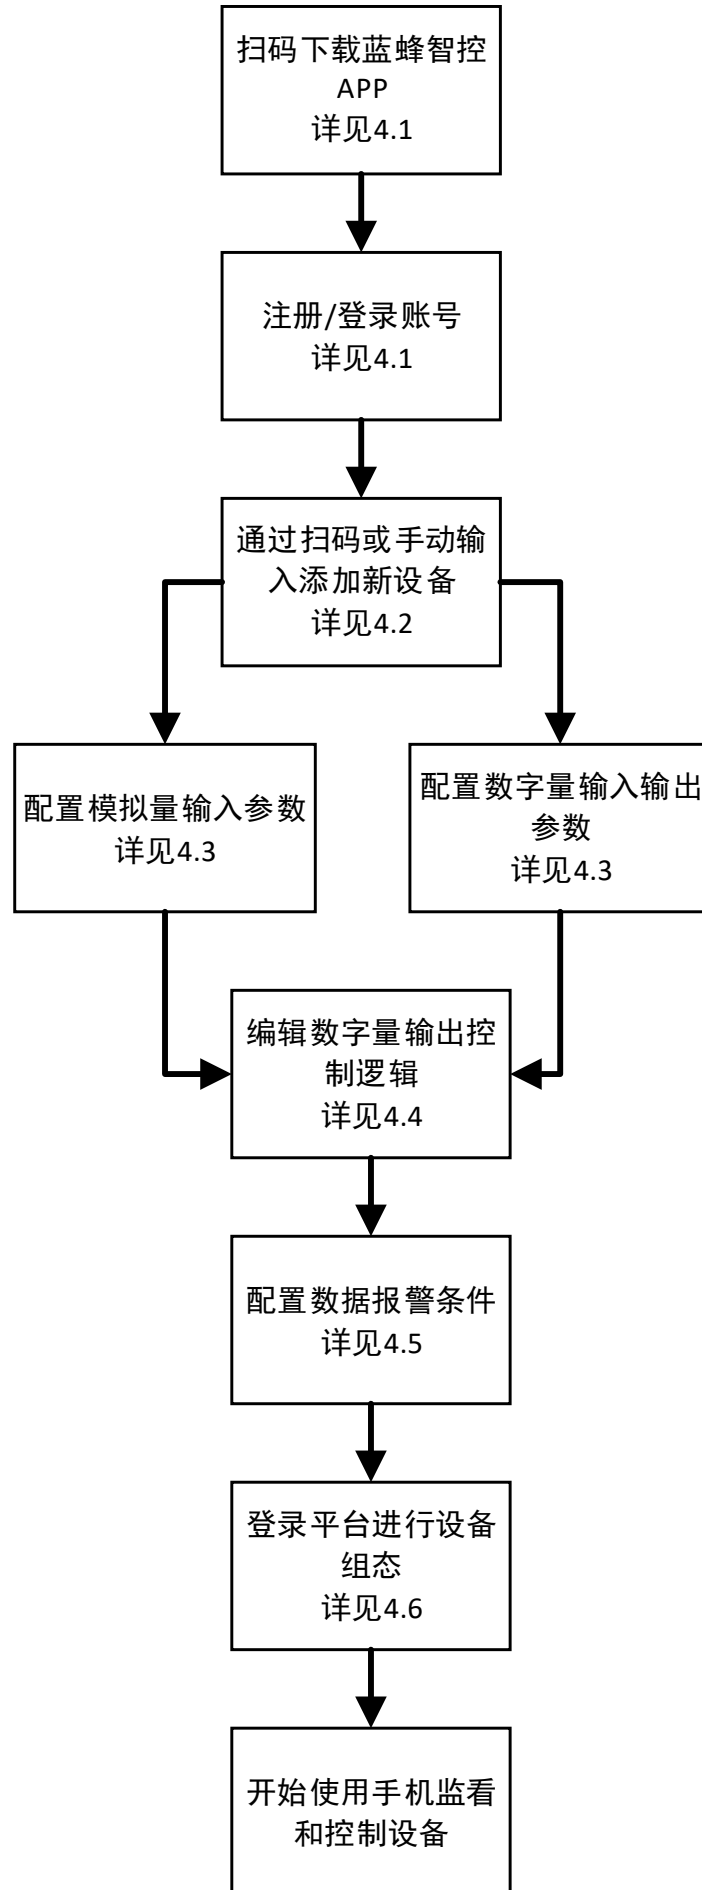 扫码下载蓝蜂智控
APP
详见4.1
注册/登录账号
详见4.1
通过扫码或手动输
入添加新设备
详见4.2
配置模拟量输入参数
详见4.3
配置数字量输入输出
参数
详见4.3
编辑数字量输出控
制逻辑
详见4.4
配置数据报警条件
详见4.5
登录平台进行设备
组态
详见4.6
开始使用手机监看
和控制设备